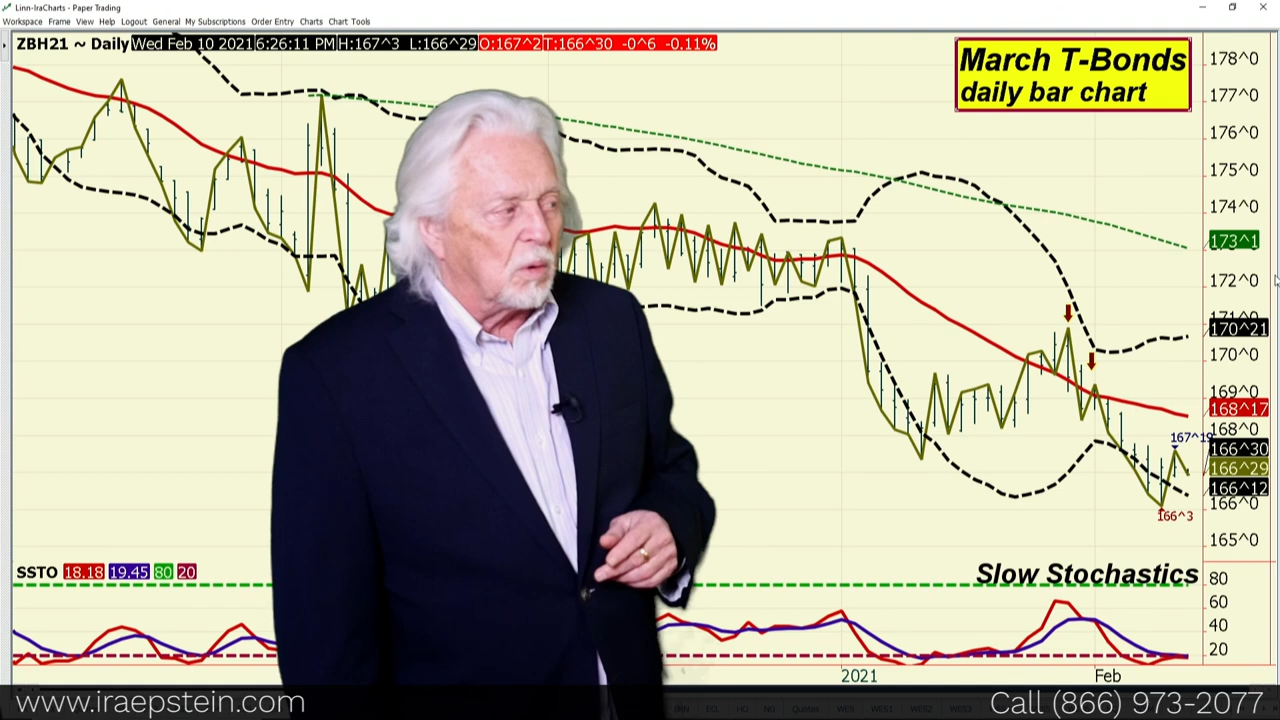 Linn-IraCharts - Paper Trading
Workspace Frame View Help Logout General My Subscriptions Order Entry Charts Chart Tools
ZBH21 ~ Daily Wed Feb 10 2021 6:26:11 PM H:167^3 L:166^29 O:167^2 T:166^30 -0^6 -0.11%
March T-Bonds
daily bar chart
178^0
177^0
176^0
175^0
174^0
173^1
172^0
171^0
170^21
170^0
169^0
168^17
168^0
167^19
166^30
166^29
166^12
166^0
166^3
165^0
SSTO 18.18 19.45 80 20
Slow Stochastics
80
60
40
20
2021 Feb
www.iraepstein.com
Call (866) 973-2077